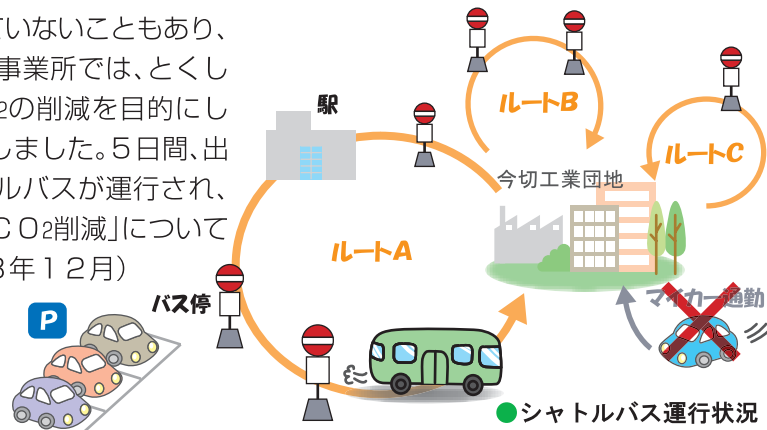 ていないこともあり、
事業所では、とくし
2の削減を目的にし
しました。５日間、出
ルバスが運行され、
ＣＯ2削減」について
年１２月）
駅
ルートB
ルートC
今切工業団地
ルートA
バス停
マイカー通勤
P
●シャトルバス運行状況